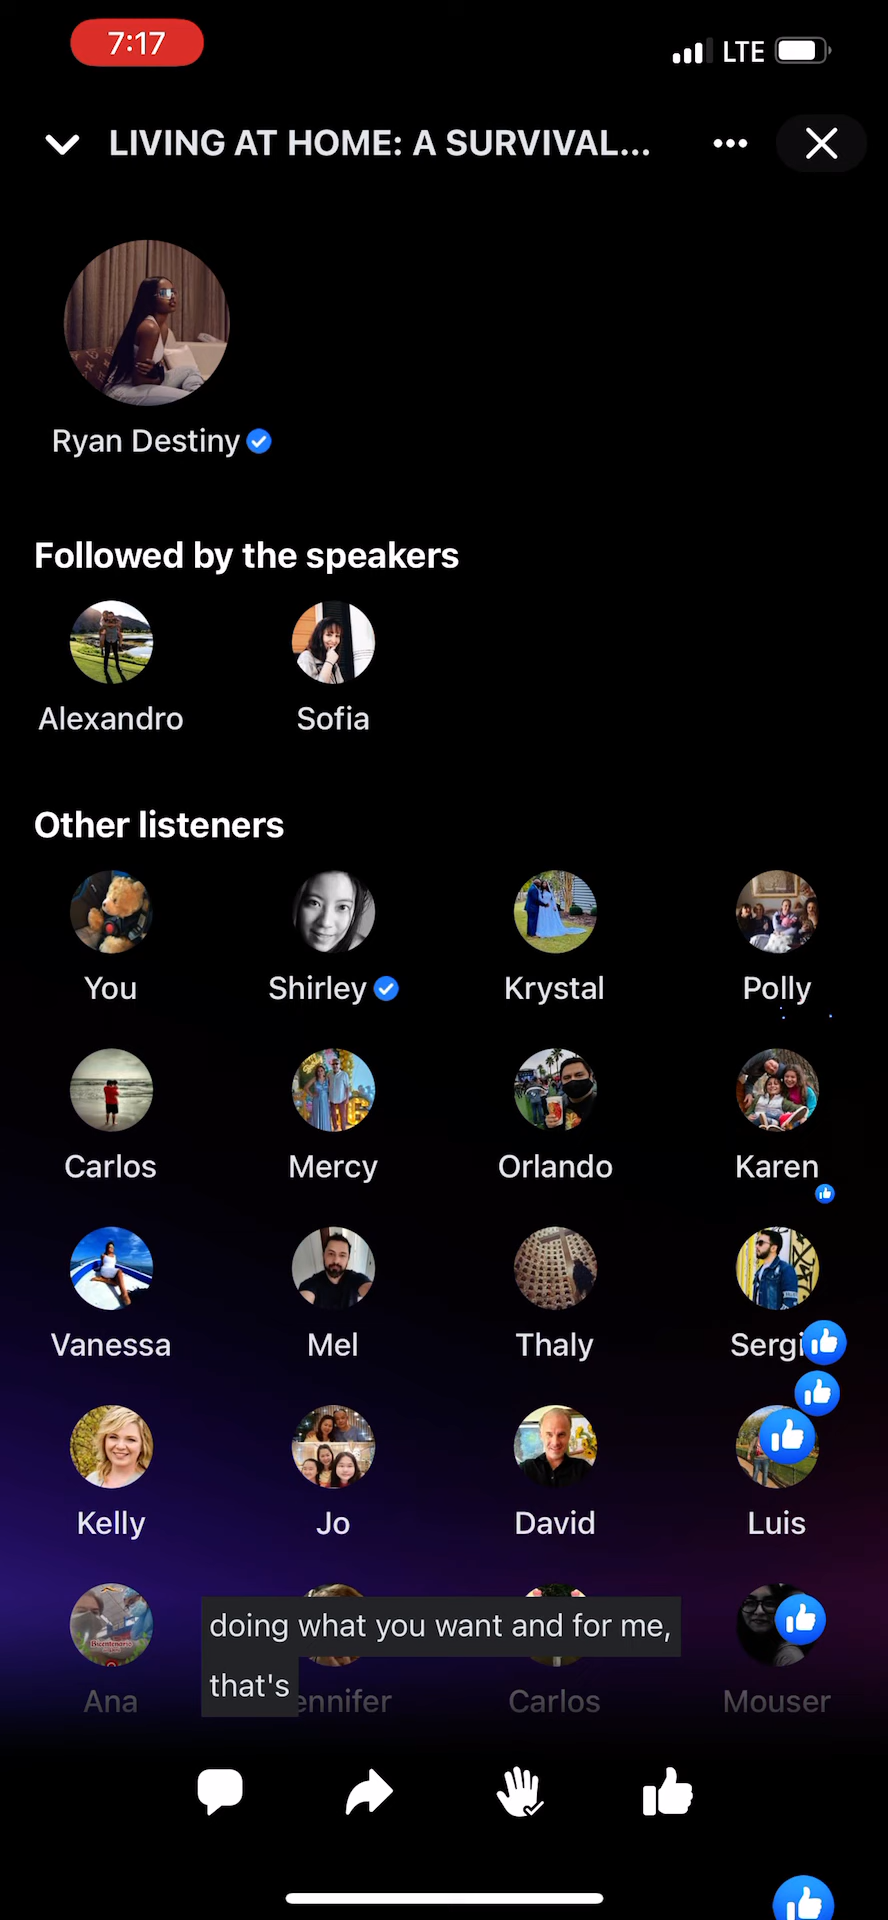 7:17
LTE
LIVING AT HOME: A SURVIVAL...
Ryan Destiny
Followed by the speakers
Alexandro Sofia
Other listeners
You Shirley Krystal Polly
Carlos Mercy Orlando Karen
Vanessa Mel Thaly Sergi
Kelly Jo David Luis
Bicentenario
doing what you want and for me,
that's
Ana ennifer Carlos Mouser